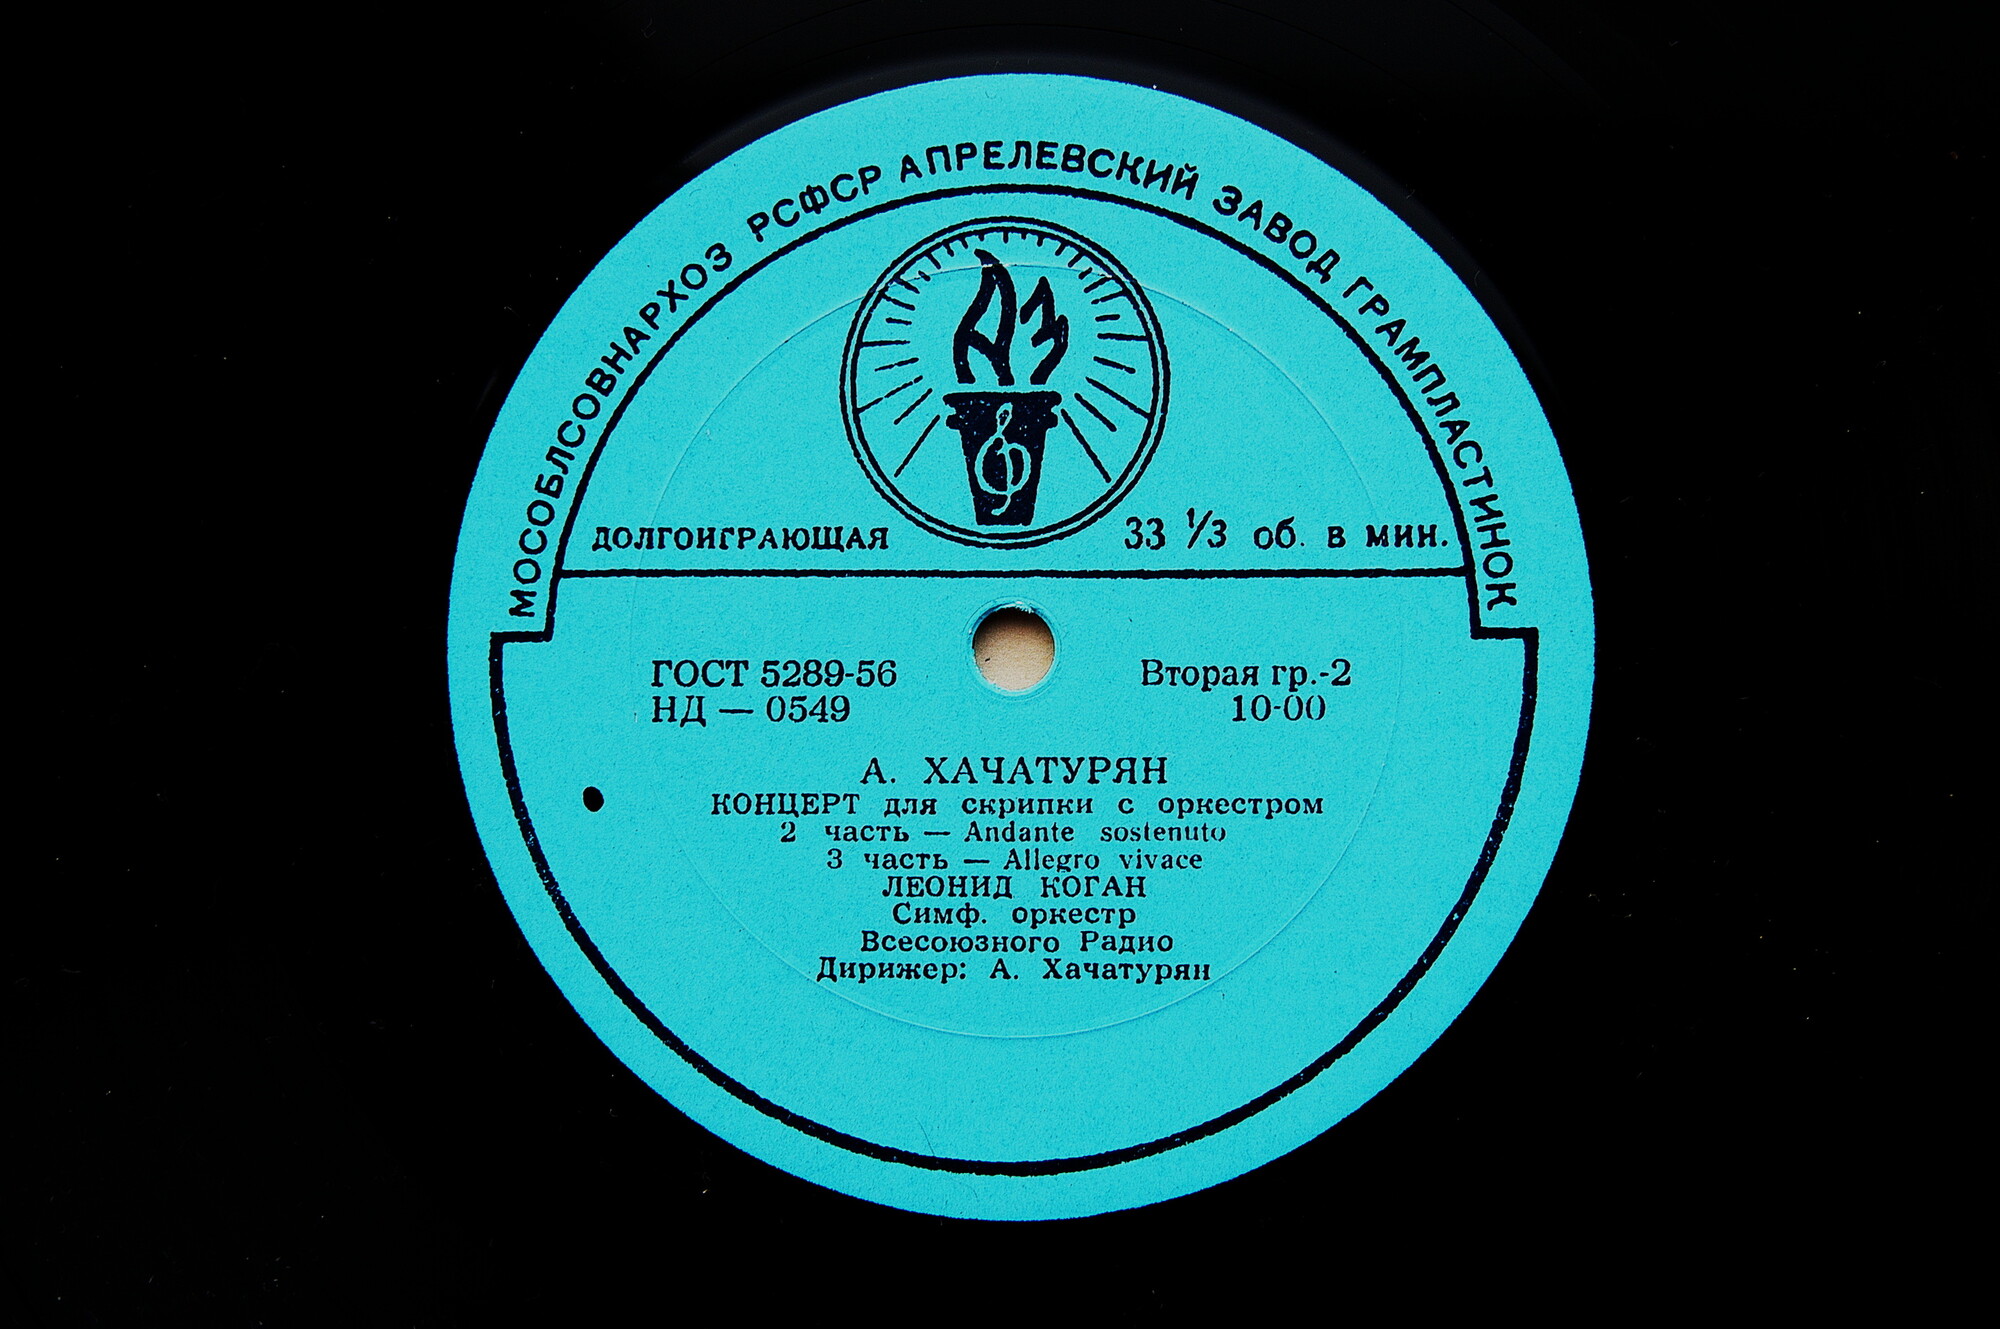 МОСОБЛСОВНАРХОЗ РСФСР АПРЕЛЕВСКИЙ ЗАВОД ГРАМПЛАСТИНОК
АЗ
ДОЛГОИГРАЮЩАЯ 33 1/3 об. в мин.
ГОСТ 5289-56 Вторая гр.-2
НД — 0549 10-00
А. ХАЧАТУРЯН
КОНЦЕРТ для скрипки с оркестром
2 часть — Andante sostenuto
3 часть — Allegro vivace
ЛЕОНИД КОГАН
Симф. оркестр
Всесоюзного Радио
Дирижер: А. Хачатурян